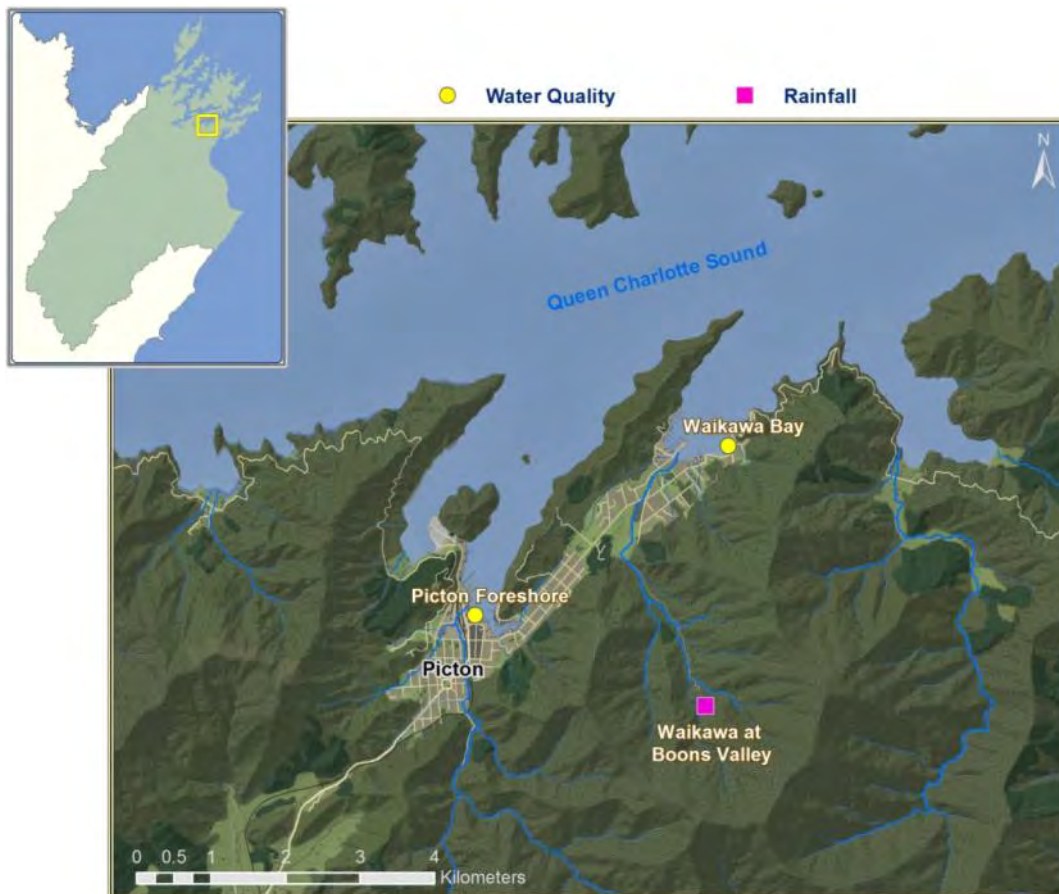 Water Quality
Rainfall
N
Queen Charlotte Sound
Waikawa Bay
Picton Foreshore
Picton
Waikawa at
Boons Valley
0 0.5 1 2 3 4
Kilometers